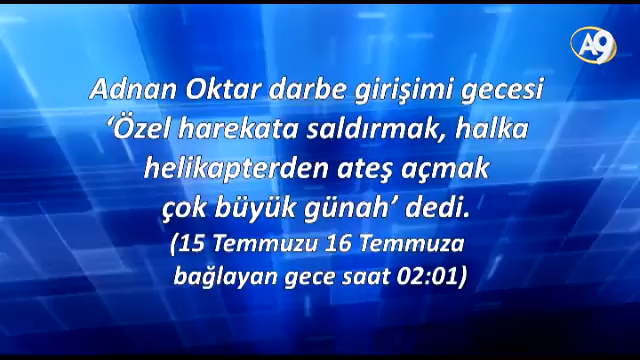 A9
Adnan Oktar darbe girişimi gecesi
‘Özel harekata saldırmak, halka
helikapterden ateş açmak
çok büyük günah’ dedi.
(15 Temmuzu 16 Temmuza
bağlayan gece saat 02:01)